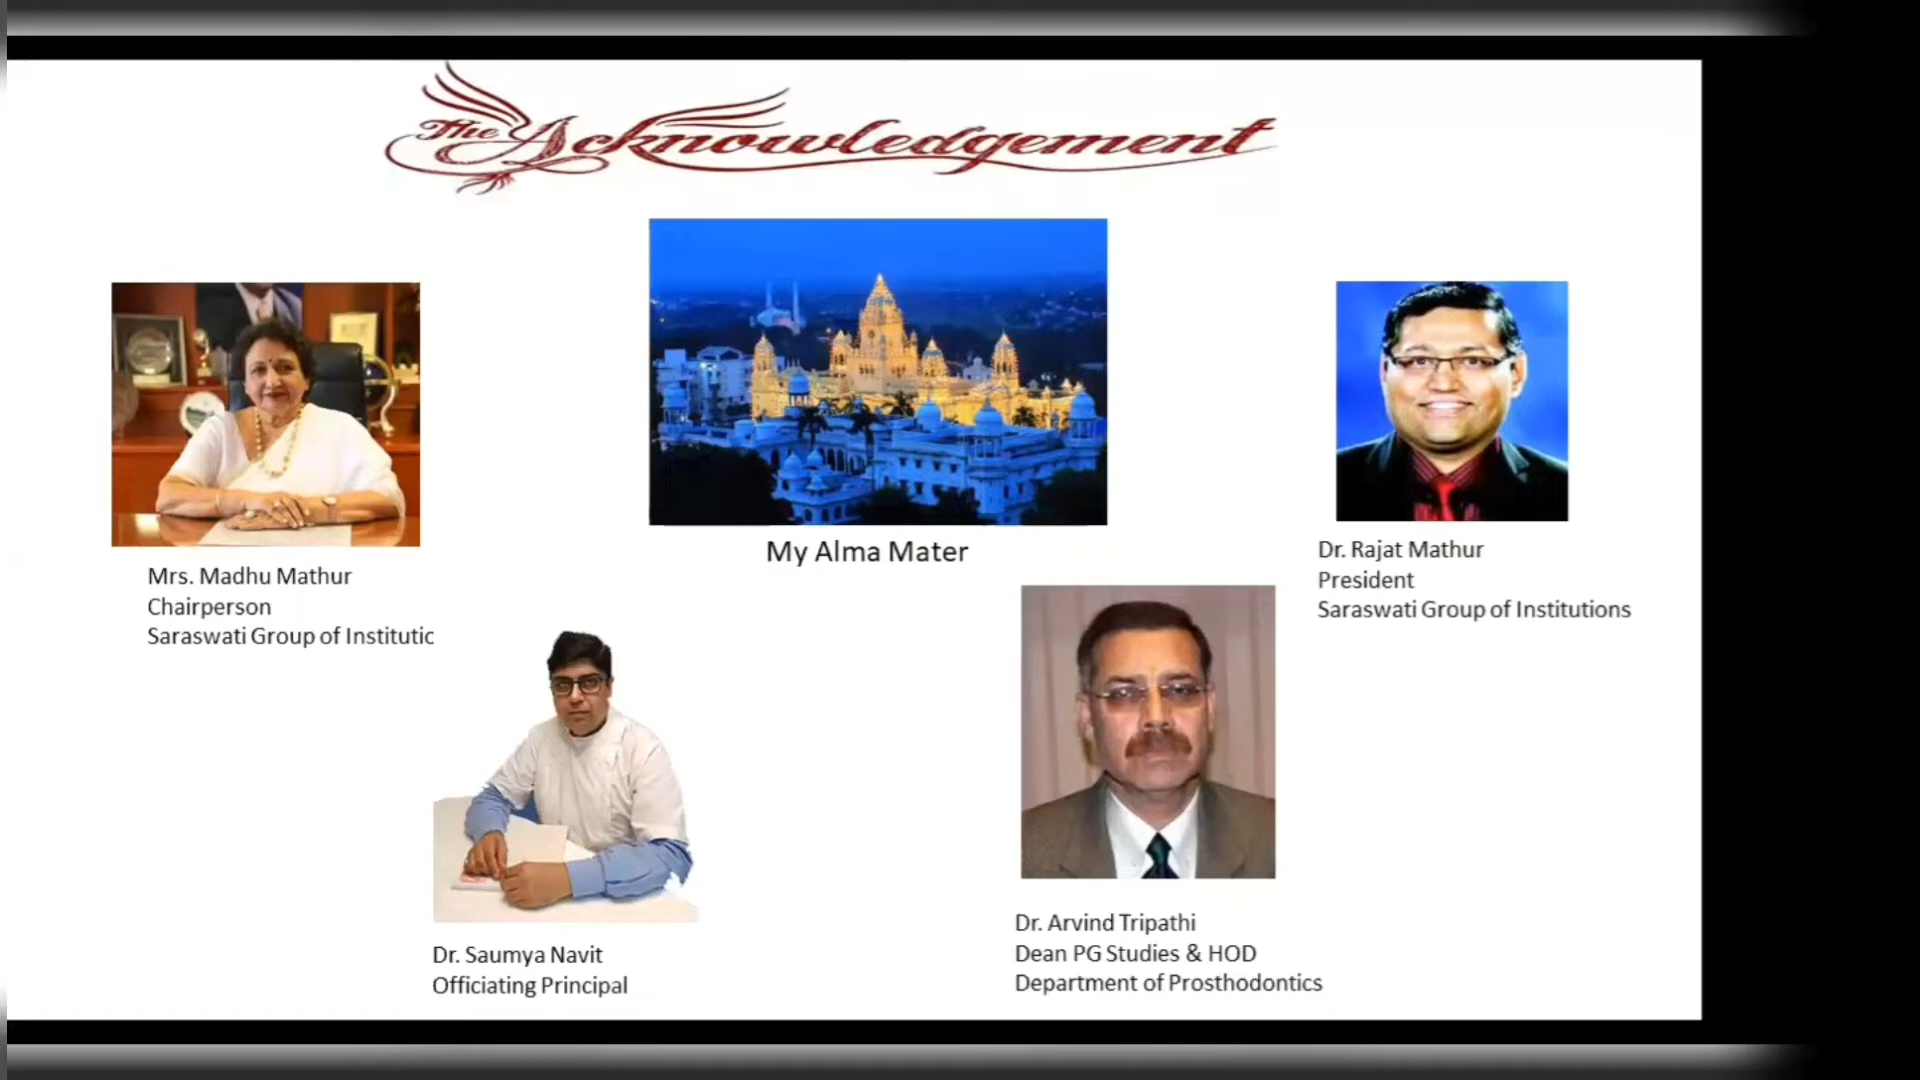 The Acknowledgement
My Alma Mater
Mrs. Madhu Mathur
Chairperson
Saraswati Group of Institutic
Dr. Rajat Mathur
President
Saraswati Group of Institutions
Dr. Saumya Navit
Officiating Principal
Dr. Arvind Tripathi
Dean PG Studies & HOD
Department of Prosthodontics